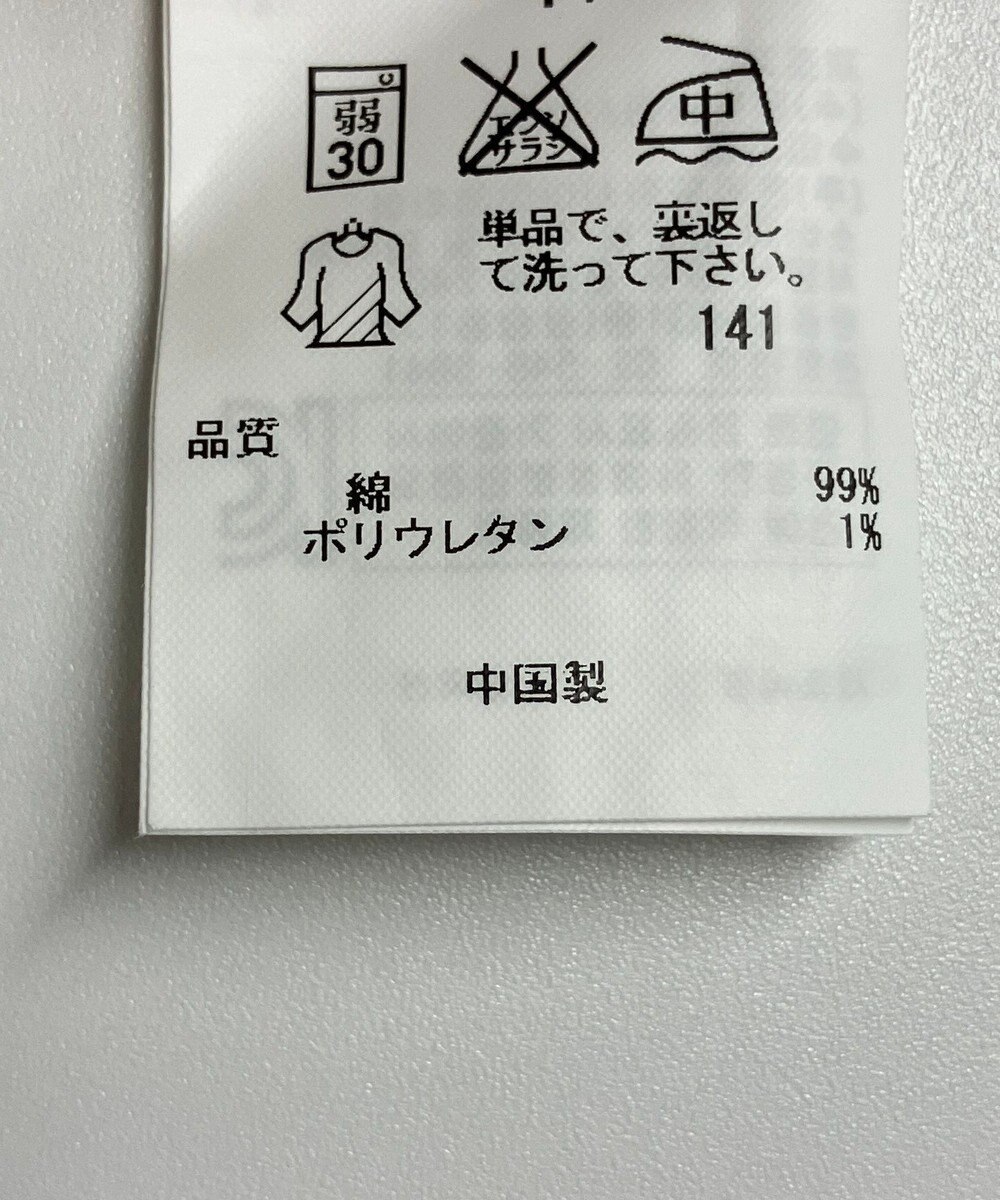 C
弱
30
エンソ
サラシ
中
単品で、裏返し
て洗って下さい。
141
品質
綿 99%
ポリウレタン 1%
中国製